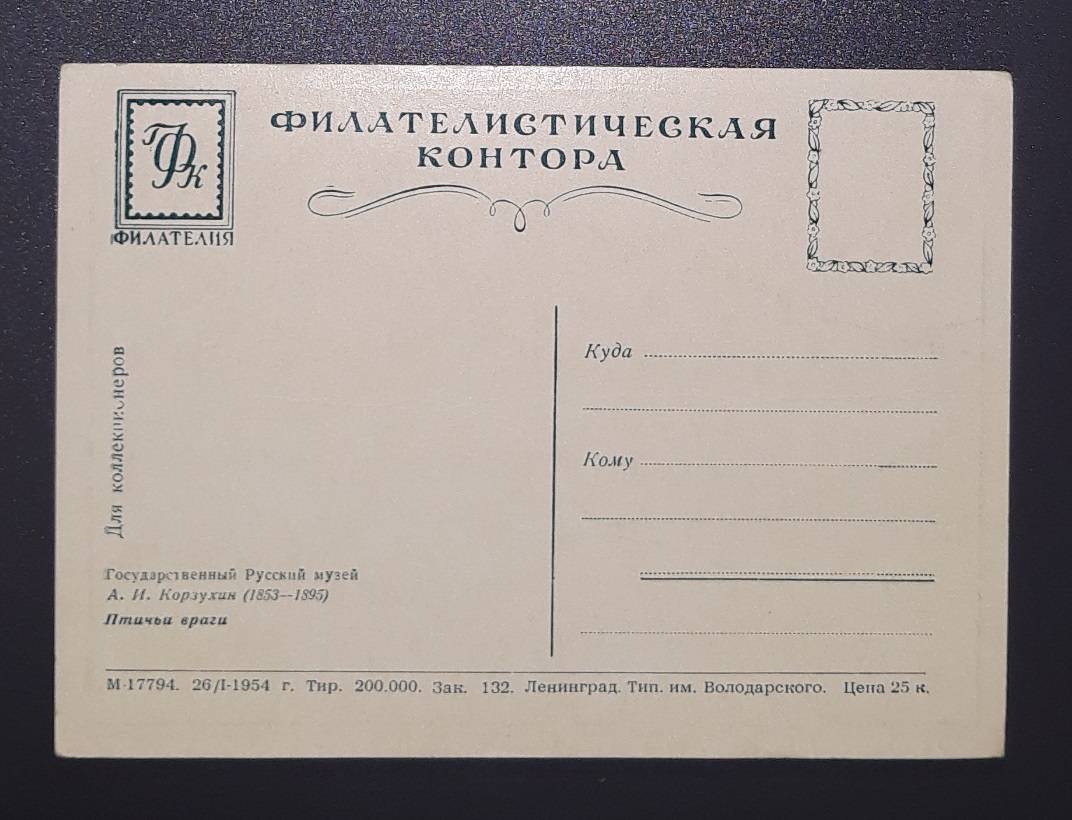 ГФК
ФИЛАТЕЛИЯ
ФИЛАТЕЛИСТИЧЕСКАЯ
КОНТОРА
Для коллекционеров
Куда
Кому
Государственный Русский музей
А. И. Корзухин (1853—1895)
Птичьи враги
М-17794. 26/I-1954 г. Тир. 200.000. Зак. 132. Ленинград. Тип. им. Володарского. Цена 25 к.